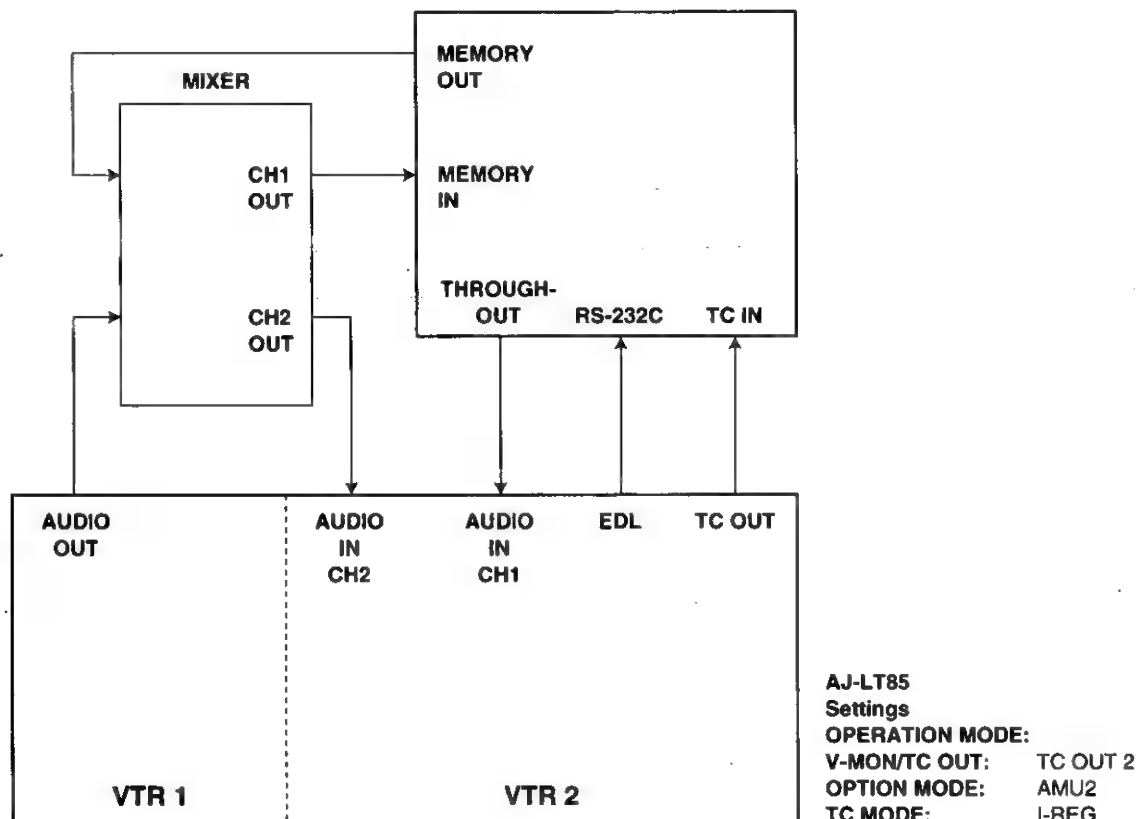 MEMORY
OUT
MIXER
CH1
OUT
MEMORY
IN
CH2
OUT
THROUGH-
OUT
RS-232C
TC IN
AUDIO
OUT
AUDIO
IN
CH2
AUDIO
IN
CH1
EDL
TC OUT
VTR 1
VTR 2
AJ-LT85
Settings
OPERATION MODE:
V-MON/TC OUT: TC OUT 2
OPTION MODE: AMU2
TC MODE: I-REG